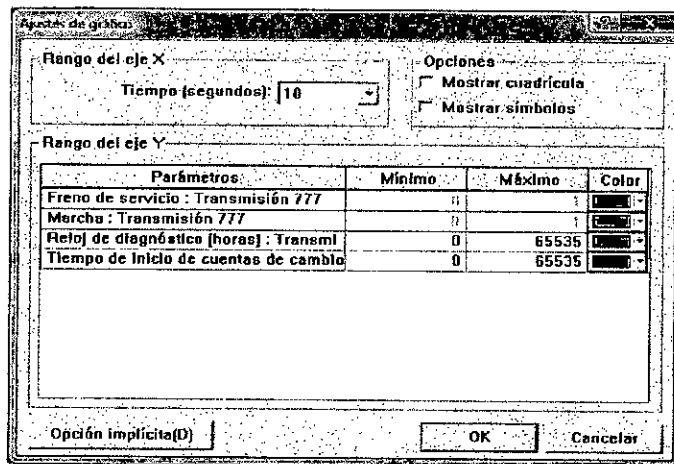 Ajustes de gráficas
Rango del eje X
Tiempo (segundos): 10
Opciones
Mostrar cuadrícula
Mostrar símbolos
Rango del eje Y
Parámetros Mínimo Máximo Color
Freno de servicio : Transmisión 777 0 1
Marcha : Transmisión 777 0 1
Reloj de diagnóstico (horas) : Transmi 0 65535
Tiempo de inicio de cuentas de cambio 0 65535
Opción implícita(D) OK Cancelar